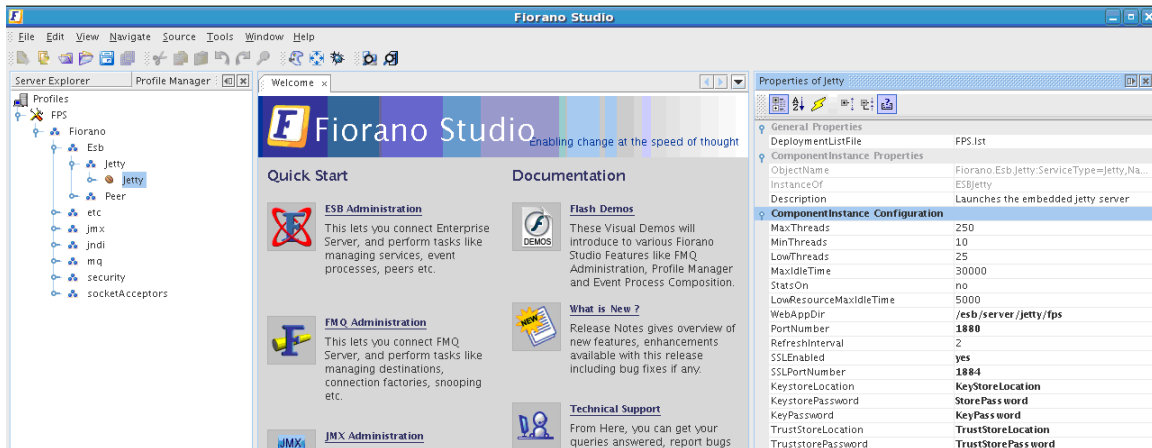 Fiorano Studio
File Edit View Navigate Source Tools Window Help
Server Explorer
Profile Manager
Profiles
FPS
Fiorano
Esb
Jetty
Jetty
Peer
etc
jmx
jndi
mq
security
socketAcceptors
Welcome
Fiorano Studio
Enabling change at the speed of thought
Quick Start
ESB Administration
This lets you connect Enterprise
Server, and perform tasks like
managing services, event
processes, peers etc.
FMQ Administration
This lets you connect FMQ
Server, and perform tasks like
managing destinations,
connection factories, snooping
etc.
JMX
JMX Administration
Documentation
DEMOS
Flash Demos
These Visual Demos will
introduce to various Fiorano
Studio Features like FMQ
Administration, Profile Manager
and Event Process Composition.
NEW
What is New ?
Release Notes gives overview of
new features, enhancements
available with this release
including bug fixes if any.
Technical Support
From Here, you can get your
queries answered, report bugs
Properties of Jetty
General Properties
DeploymentListFile FPS.lst
ComponentInstance Properties
ObjectName Fiorano.Esb.Jetty:ServiceType=Jetty,Na...
InstanceOf ESBJetty
Description Launches the embedded jetty server
ComponentInstance Configuration
MaxThreads 250
MinThreads 10
LowThreads 25
MaxIdleTime 30000
StatsOn no
LowResourceMaxIdleTime 5000
WebAppDir /esb/server/jetty/fps
PortNumber 1880
RefreshInterval 2
SSLEnabled yes
SSLPortNumber 1884
KeystoreLocation KeyStoreLocation
KeystorePassword StorePassword
KeyPassword KeyPassword
TrustStoreLocation TrustStoreLocation
TruststorePassword TrustStorePassword